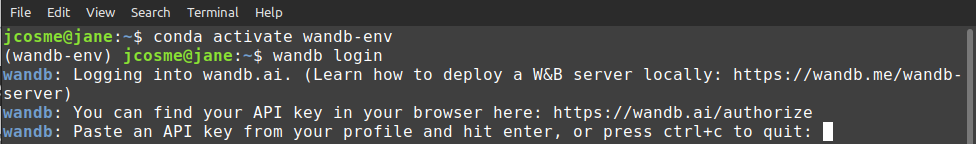 File Edit View Search Terminal Help
jcosme@jane:~$ conda activate wandb-env
(wandb-env) jcosme@jane:~$ wandb login
wandb: Logging into wandb.ai. (Learn how to deploy a W&B server locally: https://wandb.me/wandb-
server)
wandb: You can find your API key in your browser here: https://wandb.ai/authorize
wandb: Paste an API key from your profile and hit enter, or press ctrl+c to quit: